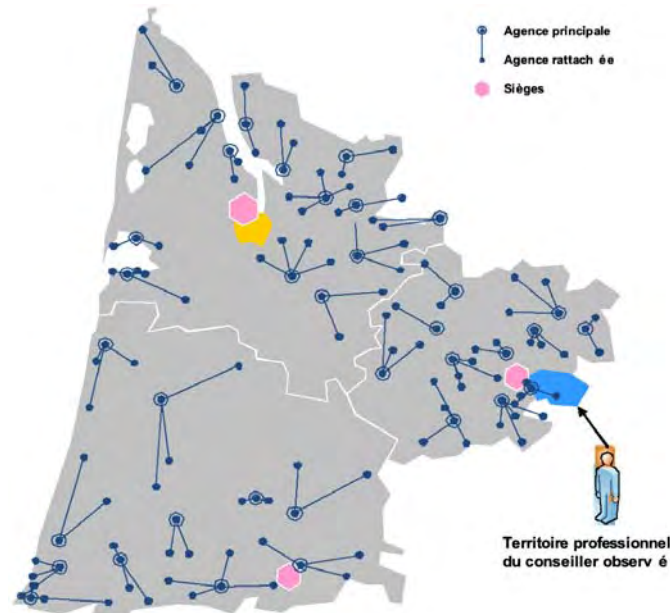 Agence principale
Agence rattach ée
Sièges
Territoire professionnel
du conseiller observ é